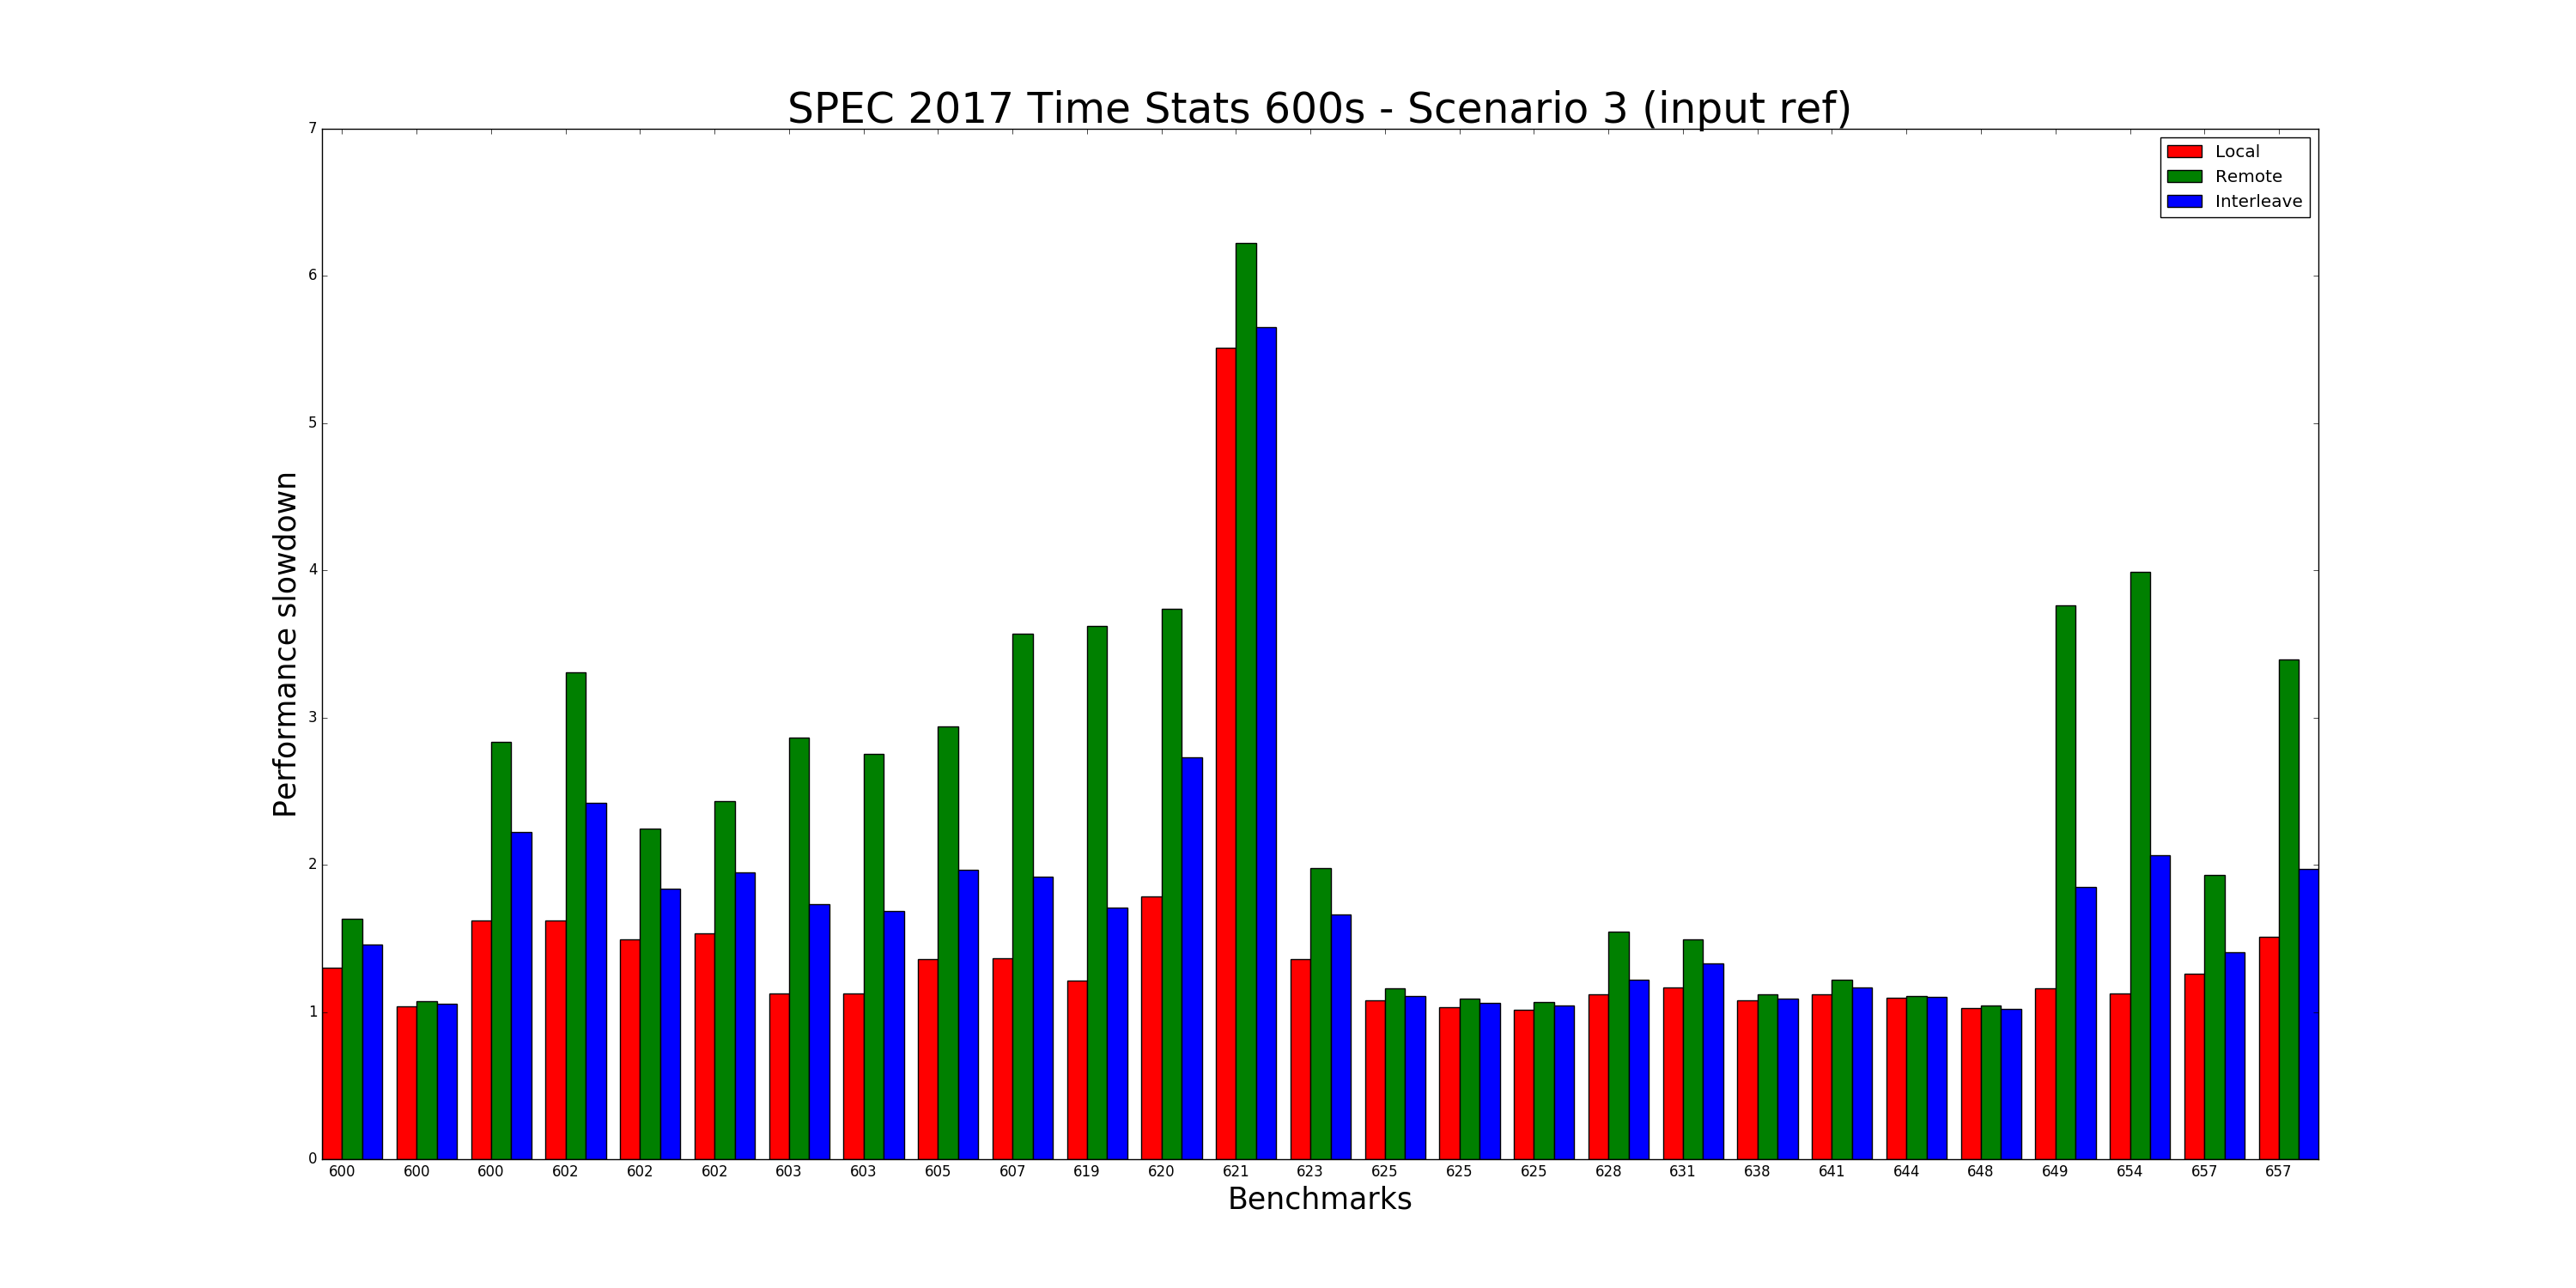 SPEC 2017 Time Stats 600s - Scenario 3 (input ref)
Local
Remote
Interleave
Performance slowdown
7
6
5
4
3
2
1
0
600 600 600 602 602 602 603 603 605 607 619 620 621 623 625 625 625 628 631 638 641 644 648 649 654 657 657
Benchmarks